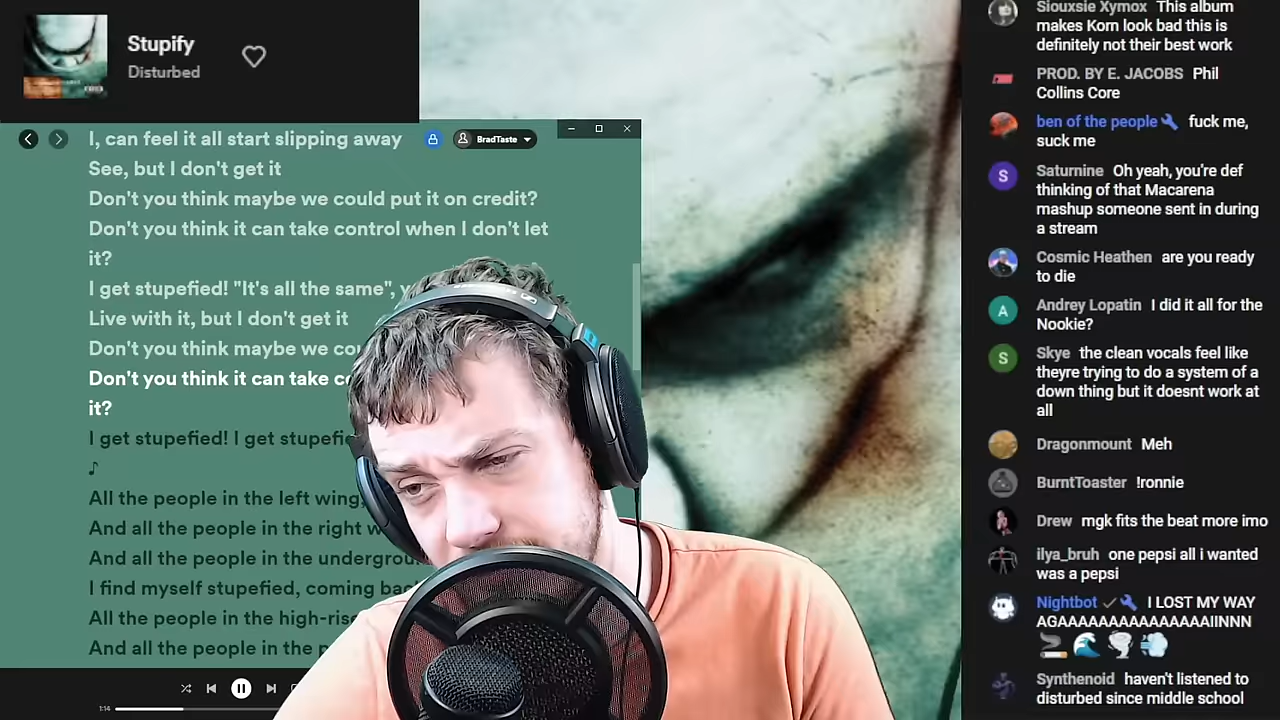 Stupify
Disturbed
BradTaste
I, can feel it all start slipping away
See, but I don't get it
Don't you think maybe we could put it on credit?
Don't you think it can take control when I don't let
it?
I get stupefied! "It's all the same",
Live with it, but I don't get it
Don't you think maybe we
Don't you think it can take
it?
I get stupefied! I get
♪
All the people in the left wing,
And all the people in the right
And all the people in the
I find myself stupefied, coming
All the people in the
And all the people in the
1:14
Siouxsie Xymox This album
makes Korn look bad this is
definitely not their best work
PROD. BY E. JACOBS Phil
Collins Core
ben of the people🔧 fuck me,
suck me
S
Saturnine Oh yeah, you're def
thinking of that Macarena
mashup someone sent in during
a stream
Cosmic Heathen are you ready
to die
A
Andrey Lopatin I did it all for the
Nookie?
S
Skye the clean vocals feel like
theyre trying to do a system of a
down thing but it doesnt work at
all
Dragonmount Meh
BurntToaster !ronnie
Drew mgk fits the beat more imo
ilya_bruh one pepsi all i wanted
was a pepsi
Nightbot ✓🔧 I LOST MY WAY
AGAAAAAAAAAAAAAAIINNN
🚬🌊🌪️💨
Synthenoid haven't listened to
disturbed since middle school